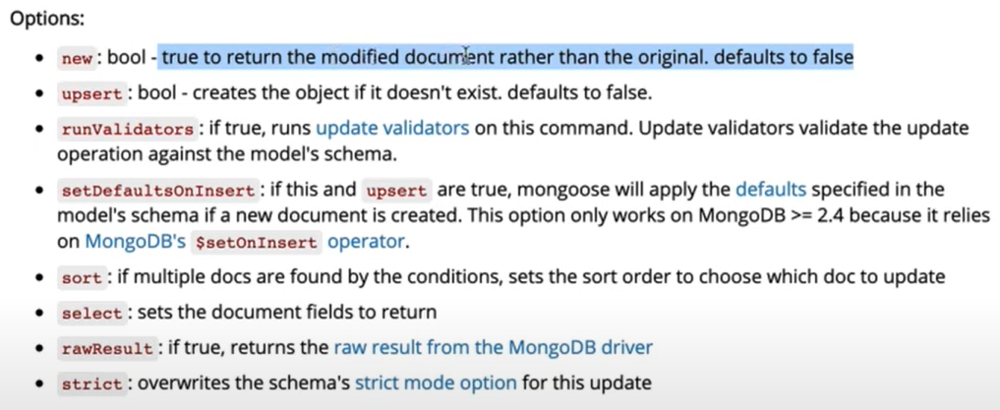 Options:
new : bool - true to return the modified document rather than the original. defaults to false
upsert : bool - creates the object if it doesn't exist. defaults to false.
runValidators : if true, runs update validators on this command. Update validators validate the update
operation against the model's schema.
setDefaultsOnInsert : if this and upsert are true, mongoose will apply the defaults specified in the
model's schema if a new document is created. This option only works on MongoDB >= 2.4 because it relies
on MongoDB's $setOnInsert operator.
sort : if multiple docs are found by the conditions, sets the sort order to choose which doc to update
select : sets the document fields to return
rawResult : if true, returns the raw result from the MongoDB driver
strict : overwrites the schema's strict mode option for this update